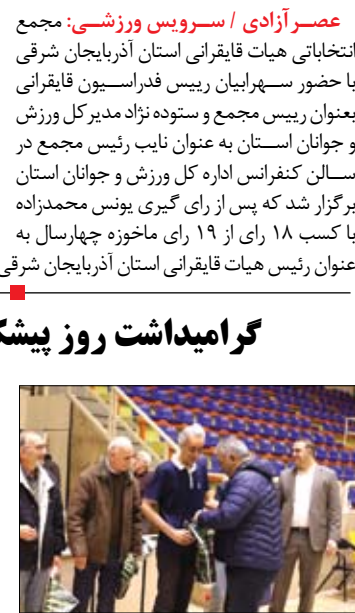 عصر آزادی / سرویس ورزشی: مجمع
انتخاباتی هیات قایقرانی استان آذربایجان شرقی
با حضور سهرابیان رییس فدراسیون قایقرانی
بعنوان رییس مجمع و ستوده نژاد مدیرکل ورزش
و جوانان استان به عنوان نایب رئیس مجمع در
سالن کنفرانس اداره کل ورزش و جوانان استان
برگزار شد که پس از رای گیری یونس محمدزاده
با کسب ۱۸ رای از ۱۹ رای ماخوزه چهارسال به
عنوان رئیس هیات قایقرانی استان آذربایجان شرقی
گرامیداشت روز